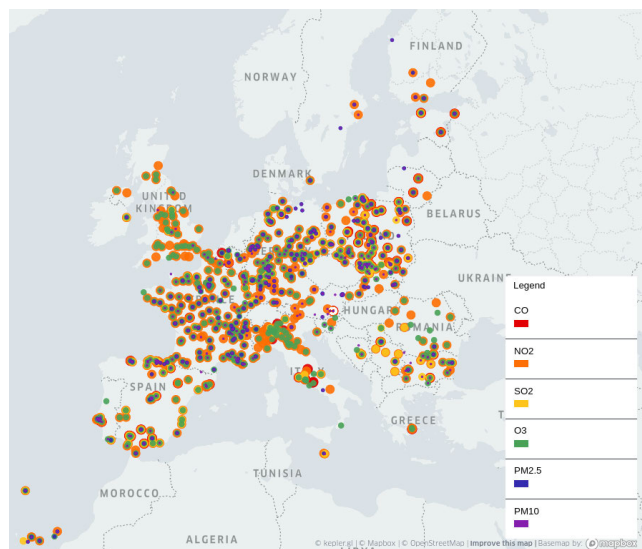 FINLAND
NORWAY
DENMARK
UNITED
KINGDOM
BELARUS
UKRAINE
HUNGARY
ROMANIA
SPAIN
GREECE
TUNISIA
MOROCCO
ALGERIA
Legend
CO
NO2
SO2
O3
PM2.5
PM10
© kepler.gl | © Mapbox | © OpenStreetMap | Improve this map | Basemap by:
mapbox